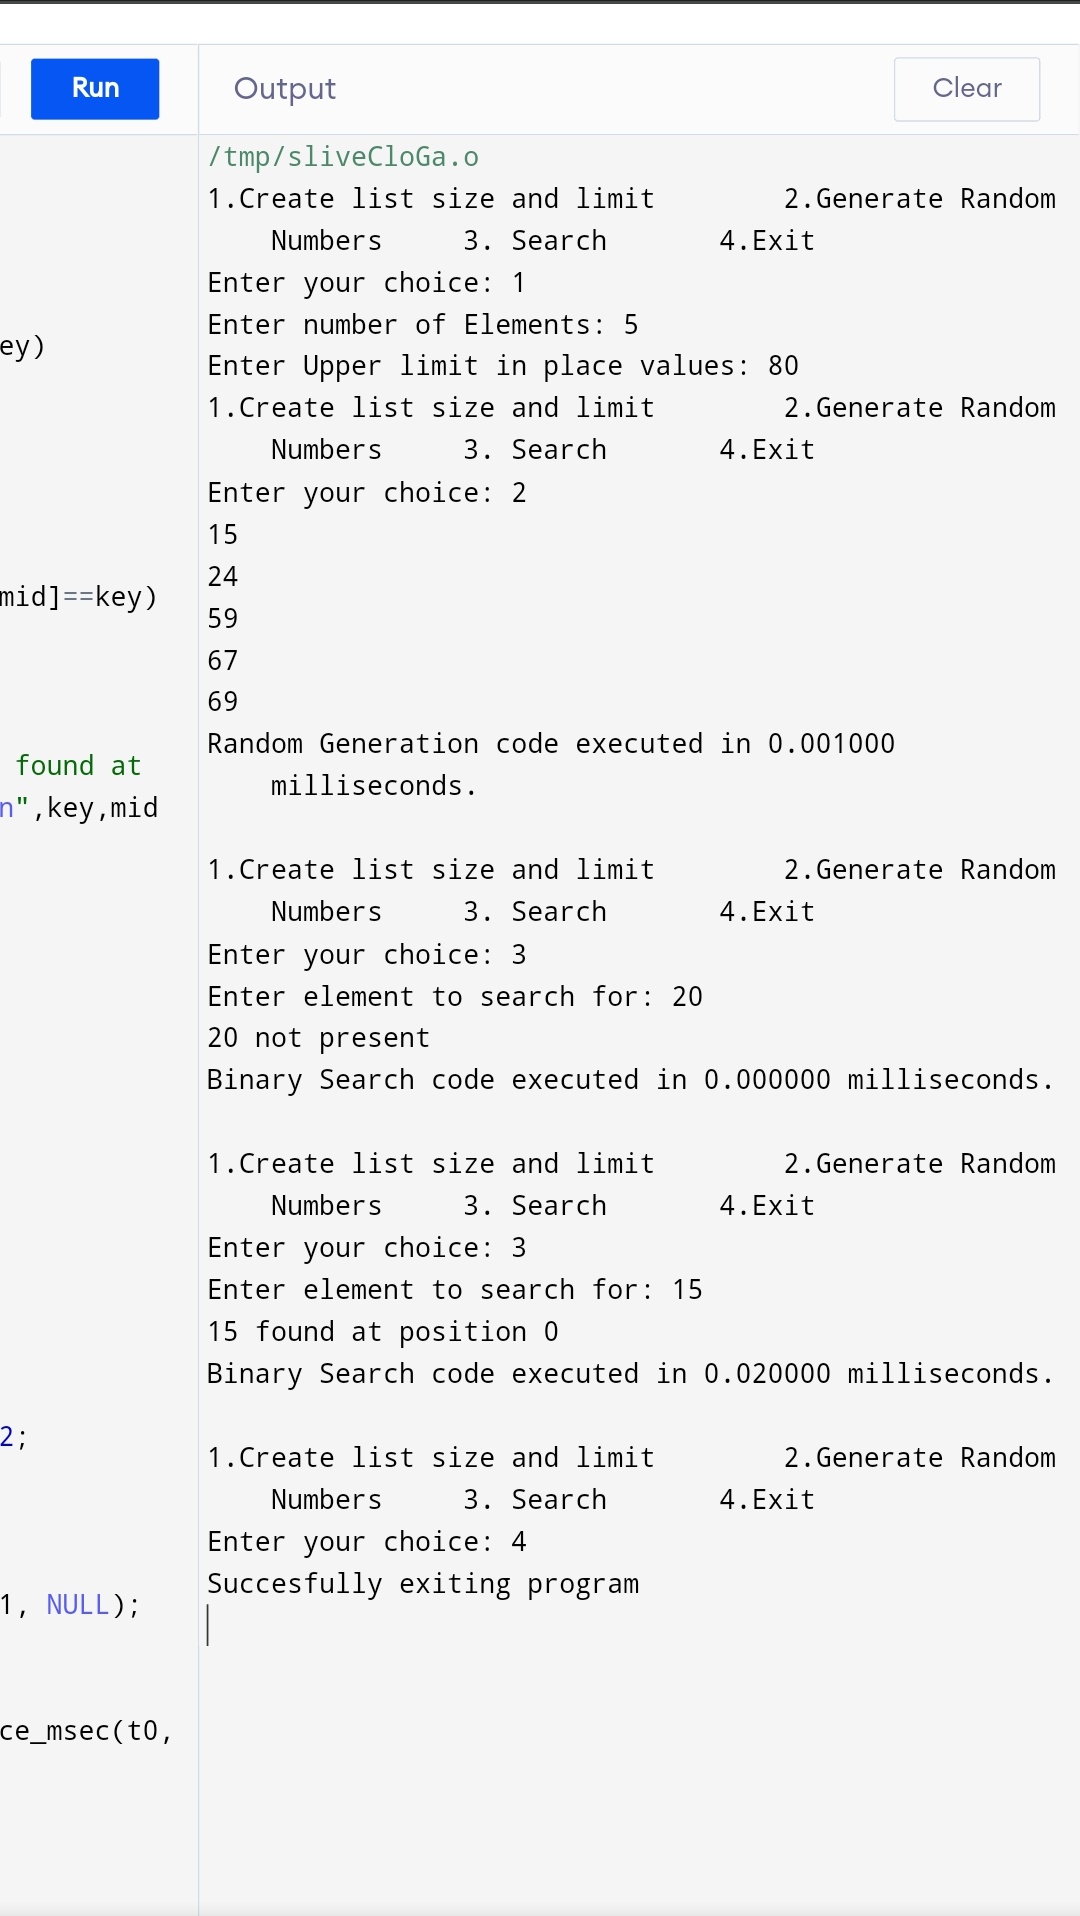 Run Output Clear
/tmp/sliveCloGa.o
1.Create list size and limit 2.Generate Random
Numbers 3. Search 4.Exit
Enter your choice: 1
Enter number of Elements: 5
ey)
Enter Upper limit in place values: 80
1.Create list size and limit 2.Generate Random
Numbers 3. Search 4.Exit
Enter your choice: 2
15
24
mid]==key)
59
67
69
Random Generation code executed in 0.001000
found at
milliseconds.
n",key,mid
1.Create list size and limit 2.Generate Random
Numbers 3. Search 4.Exit
Enter your choice: 3
Enter element to search for: 20
20 not present
Binary Search code executed in 0.000000 milliseconds.
1.Create list size and limit 2.Generate Random
Numbers 3. Search 4.Exit
Enter your choice: 3
Enter element to search for: 15
15 found at position 0
Binary Search code executed in 0.020000 milliseconds.
2;
1.Create list size and limit 2.Generate Random
Numbers 3. Search 4.Exit
Enter your choice: 4
Succesfully exiting program
1, NULL);
ce_msec(t0,